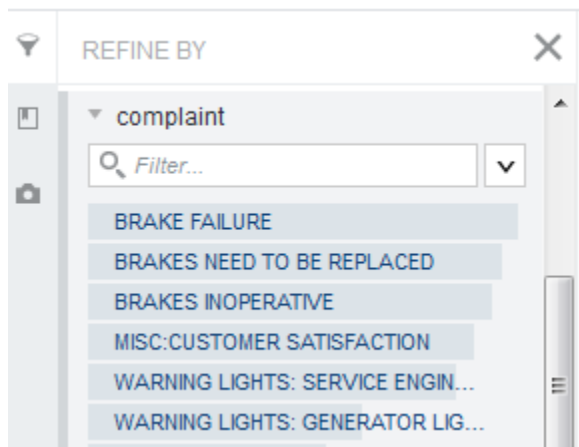 REFINE BY
complaint
Filter...
BRAKE FAILURE
BRAKES NEED TO BE REPLACED
BRAKES INOPERATIVE
MISC:CUSTOMER SATISFACTION
WARNING LIGHTS: SERVICE ENGIN...
WARNING LIGHTS: GENERATOR LIG...